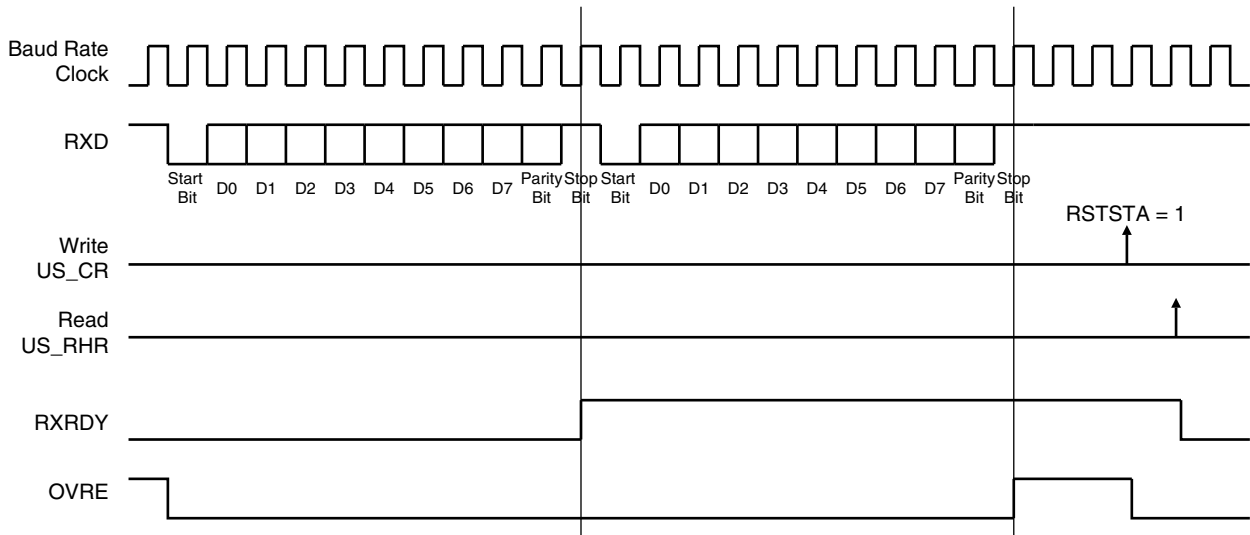 Baud Rate
Clock
RXD
Start
Bit
D0
D1
D2
D3
D4
D5
D6
D7
Parity
Bit
Stop
Bit
Start
Bit
D0
D1
D2
D3
D4
D5
D6
D7
Parity
Bit
Stop
Bit
RSTSTA = 1
Write
US_CR
Read
US_RHR
RXRDY
OVRE